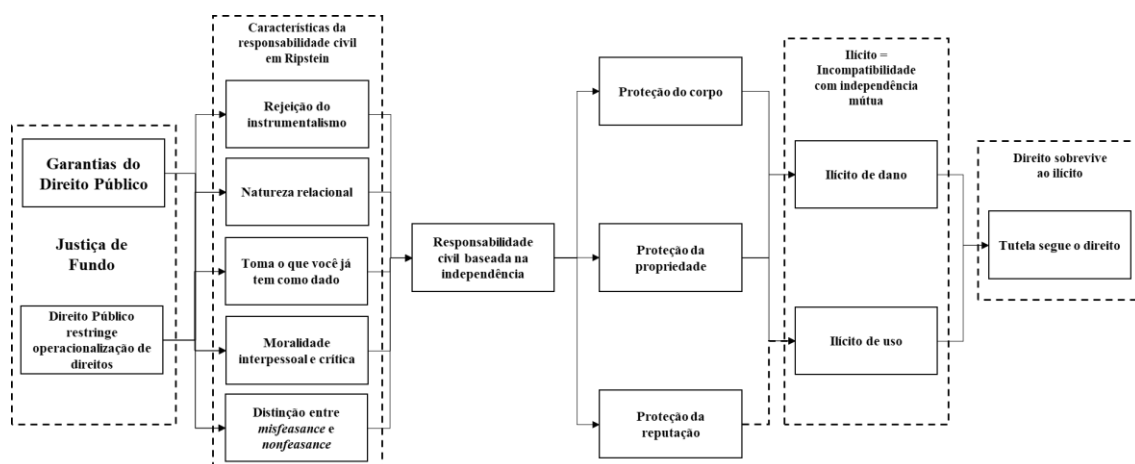 Garantias do
Direito Público
Justiça de
Fundo
Direito Público
restringe
operacionalização de
direitos
Características da
responsabilidade civil
em Ripstein
Rejeição do
instrumentalismo
Natureza relacional
Toma o que você já
tem como dado
Moralidade
interpessoal e crítica
Distinção entre
misfeasance e
nonfeasance
Responsabilidade
civil baseada na
independência
Proteção do corpo
Proteção da
propriedade
Proteção da
reputação
Ilícito =
Incompatibilidade
com independência
mútua
Ilícito de dano
Ilícito de uso
Direito sobrevive
ao ilícito
Tutela segue o direito